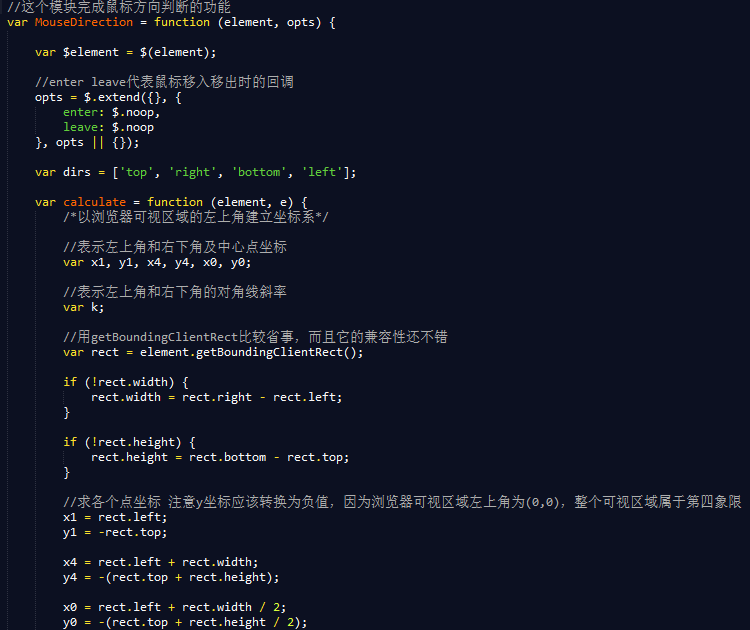 //这个模块完成鼠标方向判断的功能
var MouseDirection = function (element, opts) {
var $element = $(element);
//enter leave代表鼠标移入移出时的回调
opts = $.extend({}, {
enter: $.noop,
leave: $.noop
}, opts || {});
var dirs = ['top', 'right', 'bottom', 'left'];
var calculate = function (element, e) {
/*以浏览器可视区域的左上角建立坐标系*/
//表示左上角和右下角及中心点坐标
var x1, y1, x4, y4, x0, y0;
//表示左上角和右下角的对角线斜率
var k;
//用getBoundingClientRect比较省事，而且它的兼容性还不错
var rect = element.getBoundingClientRect();
if (!rect.width) {
rect.width = rect.right - rect.left;
}
if (!rect.height) {
rect.height = rect.bottom - rect.top;
}
//求各个点坐标 注意y坐标应该转换为负值，因为浏览器可视区域左上角为(0,0)，整个可视区域属于第四象限
x1 = rect.left;
y1 = -rect.top;
x4 = rect.left + rect.width;
y4 = -(rect.top + rect.height);
x0 = rect.left + rect.width / 2;
y0 = -(rect.top + rect.height / 2);